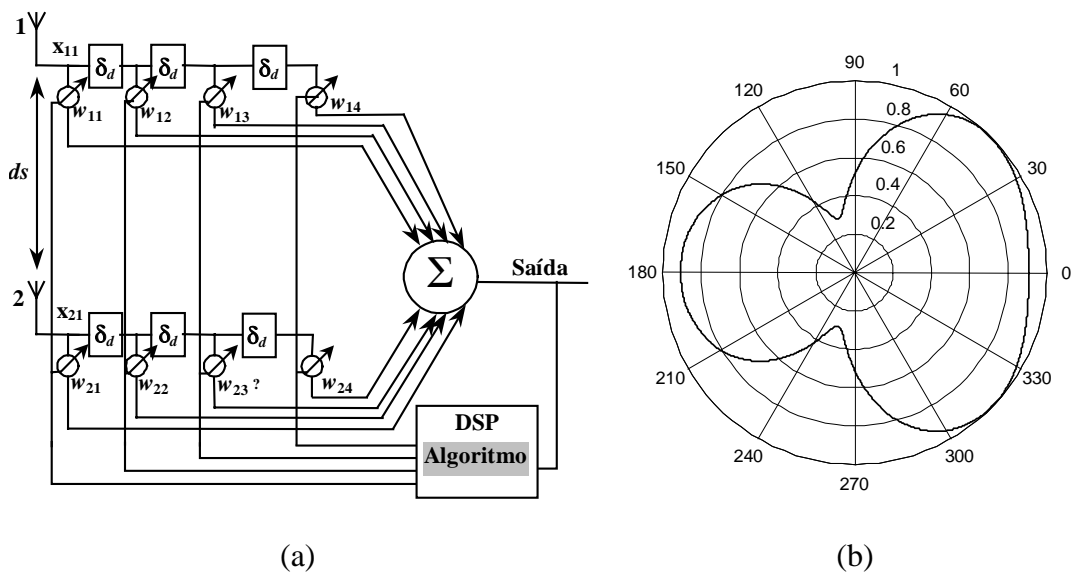 1
x11
δd δd δd
w11 w12 w13 w14
ds
Σ
Saída
2
x21
δd δd δd
w21 w22 w23 ? w24
DSP
Algoritmo
(a)
90
1
120 60
0.8
0.6
150 30
0.4
0.2
180 0
210 330
240 300
270
(b)